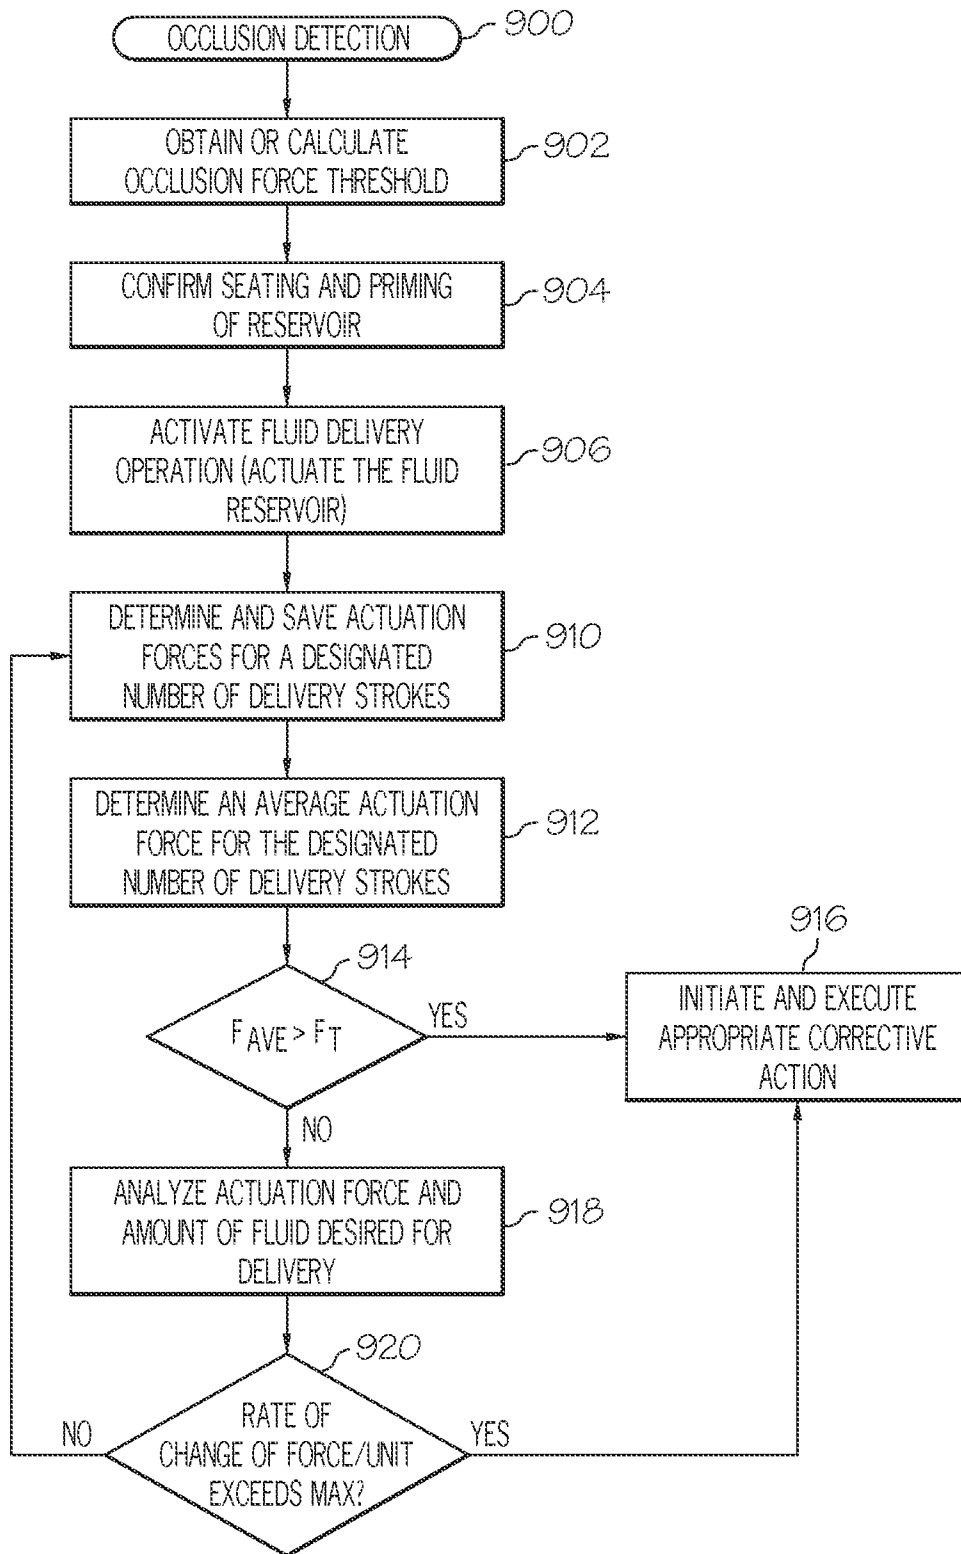 OCCLUSION DETECTION
900
OBTAIN OR CALCULATE
OCCLUSION FORCE THRESHOLD
902
CONFIRM SEATING AND PRIMING
OF RESERVOIR
904
ACTIVATE FLUID DELIVERY
OPERATION (ACTUATE THE FLUID
RESERVOIR)
906
DETERMINE AND SAVE ACTUATION
FORCES FOR A DESIGNATED
NUMBER OF DELIVERY STROKES
910
DETERMINE AN AVERAGE ACTUATION
FORCE FOR THE DESIGNATED
NUMBER OF DELIVERY STROKES
912
914
FAVE > FT
YES
NO
916
INITIATE AND EXECUTE
APPROPRIATE CORRECTIVE
ACTION
ANALYZE ACTUATION FORCE AND
AMOUNT OF FLUID DESIRED FOR
DELIVERY
918
920
RATE OF
CHANGE OF FORCE/UNIT
EXCEEDS MAX?
NO
YES